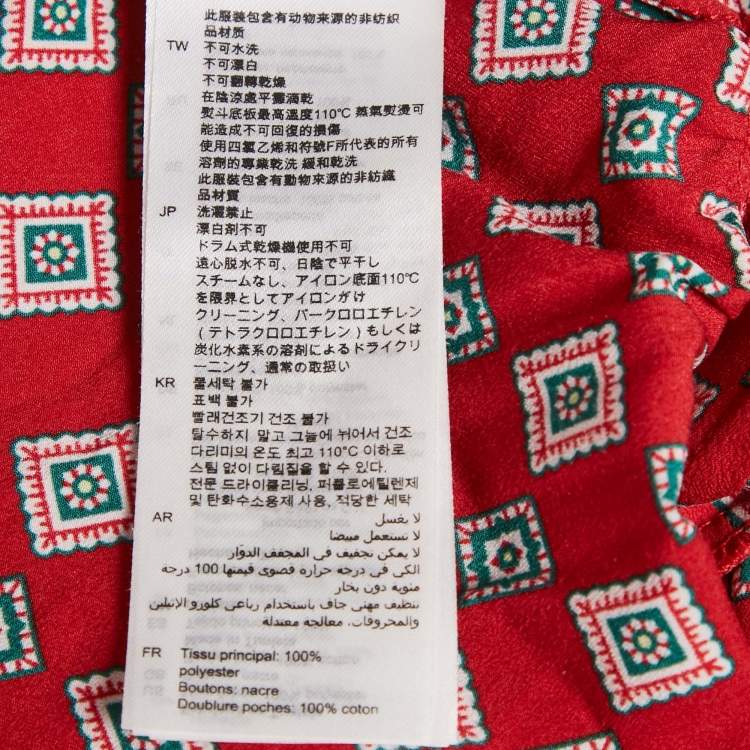 此服装包含有动物来源的非纺织
品材质
TW 不可水洗
不可漂白
不可翻轉乾燥
在陰涼處平攤滴乾
熨斗底板最高溫度110℃ 蒸氣熨燙可
能造成不可回復的損傷
使用四氯乙烯和符號F所代表的所有
溶劑的專業乾洗 緩和乾洗
此服裝包含有動物來源的非紡織
品材質
JP 洗濯禁止
漂白剤不可
ドラム式乾燥機使用不可
遠心脱水不可、日陰で平干し
スチームなし、アイロン底面110℃
を限界としてアイロンがけ
クリーニング、パークロロエチレン
(テトラクロロエチレン)もしくは
炭化水素系の溶剤によるドライクリ
ーニング、通常の取扱い
KR 물세탁 불가
표백 불가
빨래건조기 건조 불가
탈수하지 말고 그늘에 뉘어서 건조
다리미의 온도 최고 110°C 이하로
스팀 없이 다림질을 할 수 있다.
전문 드라이클리닝, 퍼클로에틸렌제
및 탄화수소용제 사용, 적당한 세탁
AR لا يغسل
لا تستعمل مبيضا
لا يمكن تجفيف في المجفف الدوّار
الكي في درجة حراره قصوى قيمتها 100 درجة
مئوية دون بخار
تنظيف مهني جاف باستخدام رباعي كلورو الإثيلين
والمحروقات، معالجه معتدلة
FR Tissu principal: 100%
polyester
Boutons: nacre
Doublure poches: 100% coton